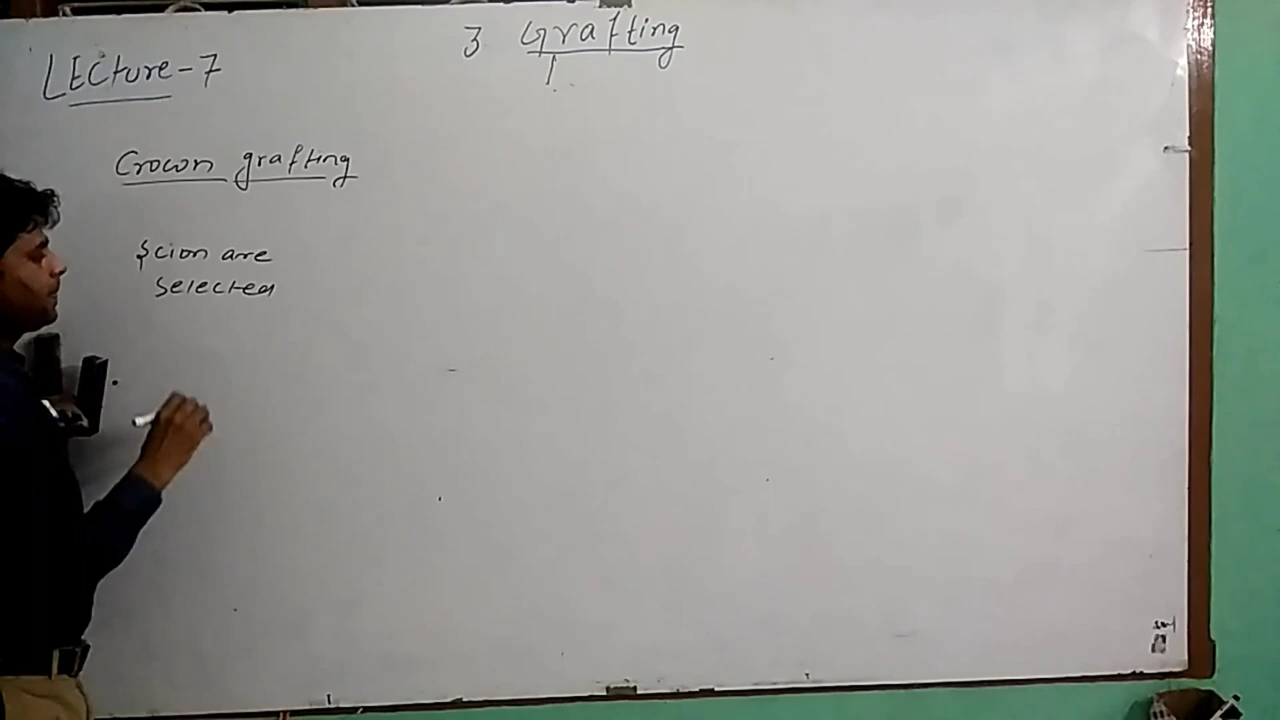 3 Grafting
LECture-7
Crown grafting
Scion are
selected